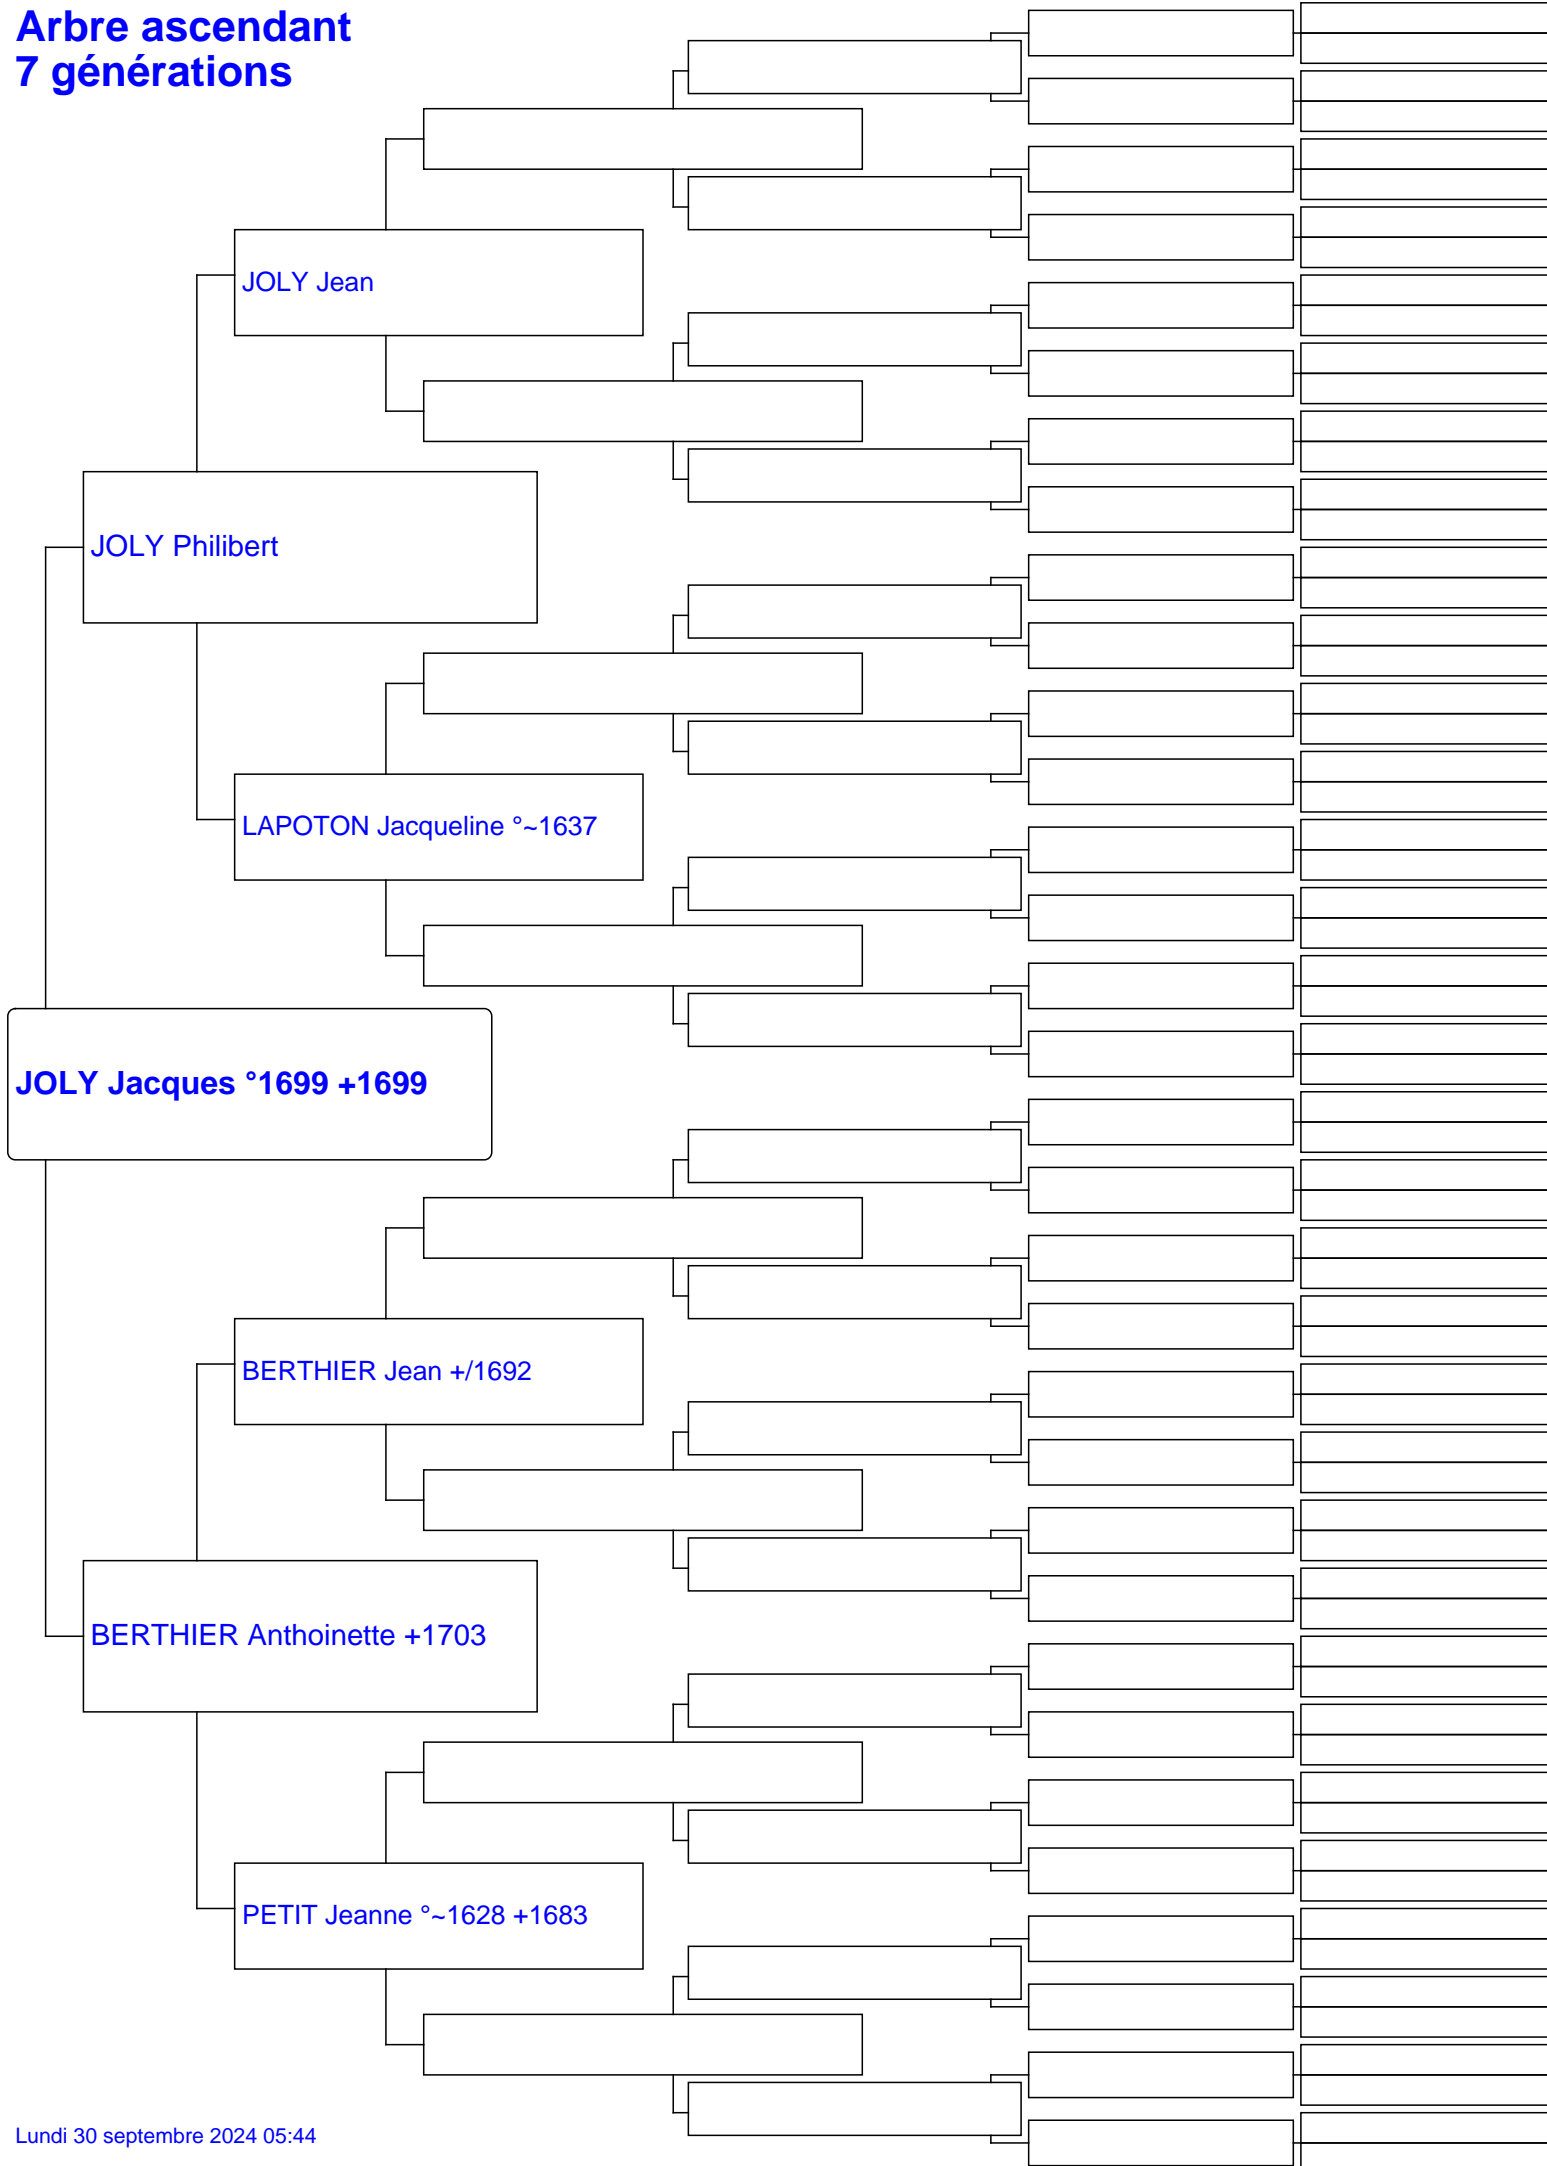 Arbre ascendant
7 générations
JOLY Jean
JOLY Philibert
LAPOTON Jacqueline °~1637
JOLY Jacques °1699 +1699
BERTHIER Jean +/1692
BERTHIER Anthoinette +1703
PETIT Jeanne °~1628 +1683
Lundi 30 septembre 2024 05:44